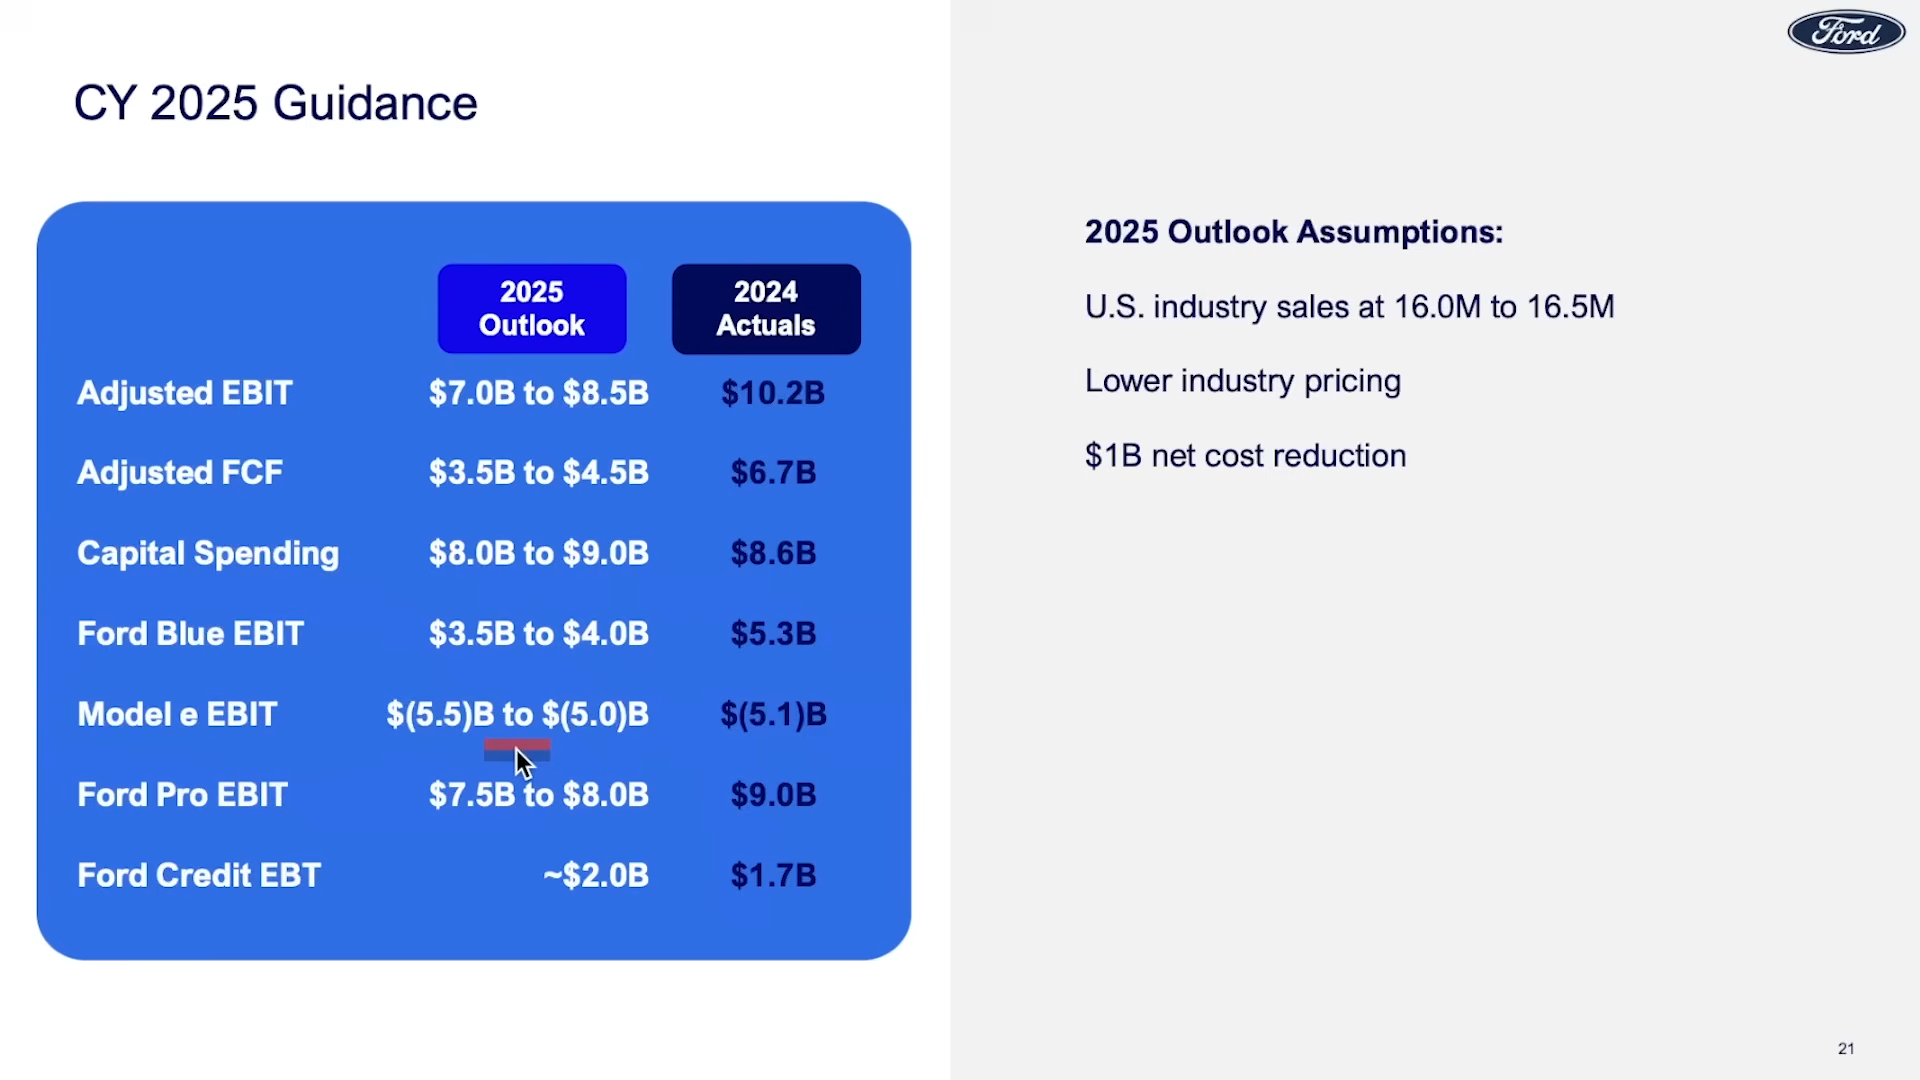 Ford
CY 2025 Guidance
2025 Outlook
2024 Actuals
Adjusted EBIT $7.0B to $8.5B $10.2B
Adjusted FCF $3.5B to $4.5B $6.7B
Capital Spending $8.0B to $9.0B $8.6B
Ford Blue EBIT $3.5B to $4.0B $5.3B
Model e EBIT $(5.5)B to $(5.0)B $(5.1)B
Ford Pro EBIT $7.5B to $8.0B $9.0B
Ford Credit EBT ~$2.0B $1.7B
2025 Outlook Assumptions:
U.S. industry sales at 16.0M to 16.5M
Lower industry pricing
$1B net cost reduction
21